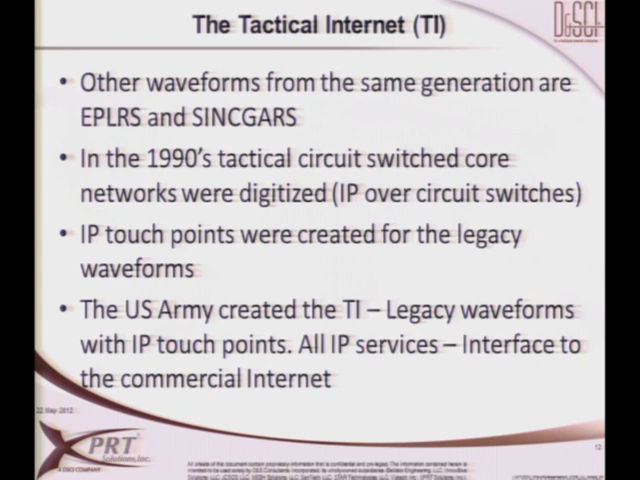 The Tactical Internet (TI)
• Other waveforms from the same generation are
EPLRS and SINCGARS
• In the 1990's tactical circuit switched core
networks were digitized (IP over circuit switches)
• IP touch points were created for the legacy
waveforms
• The US Army created the TI – Legacy waveforms
with IP touch points. All IP services – Interface to
the commercial Internet
22 May 2012
12
XPRT
Solutions, Inc.